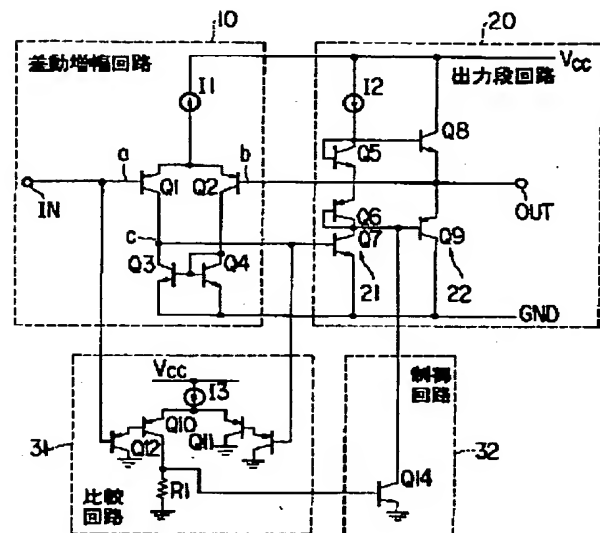 10
20
差動増幅回路
出力段回路
Vcc
I1
I2
Q8
Q5
a
b
IN
Q1
Q2
OUT
Q6
c
Q7
Q9
Q3
Q4
21
22
GND
Vcc
I3
制御
回路
31
32
Q10
Q12
Q11
Q14
R1
比較
回路